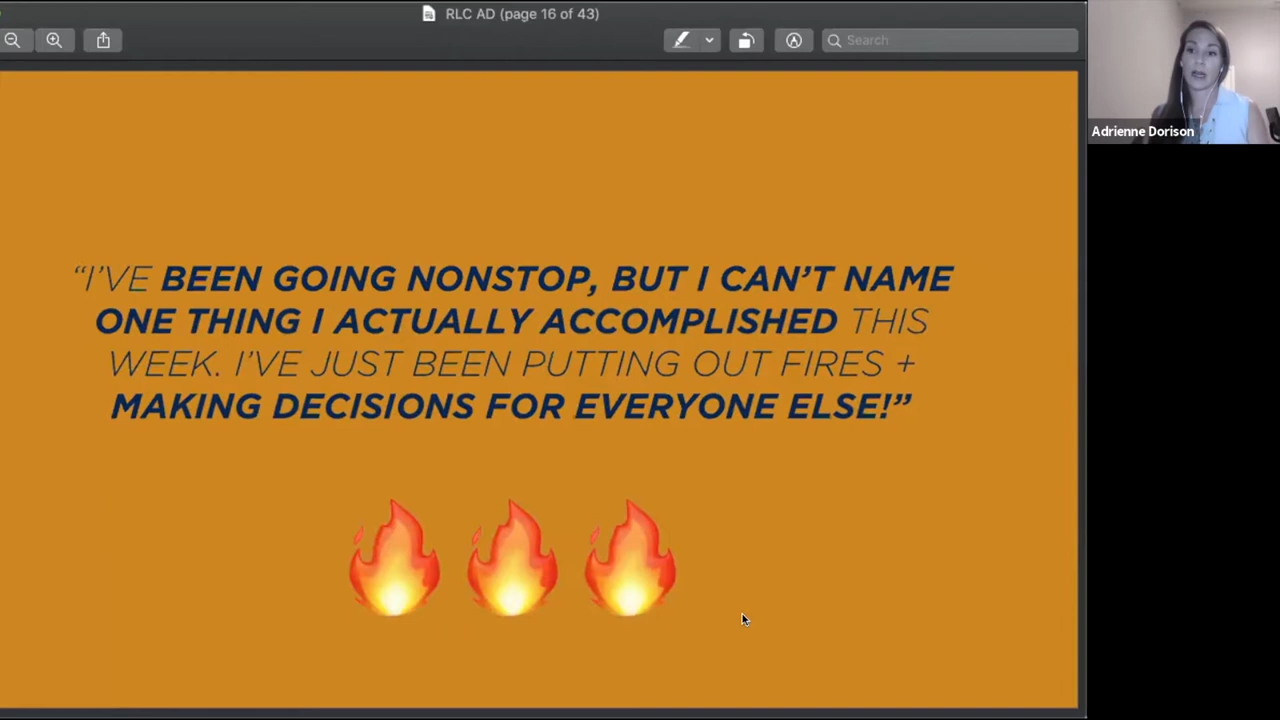 RLC AD (page 16 of 43)
Search
Adrienne Dorison
“I’VE BEEN GOING NONSTOP, BUT I CAN’T NAME
ONE THING I ACTUALLY ACCOMPLISHED THIS
WEEK. I’VE JUST BEEN PUTTING OUT FIRES +
MAKING DECISIONS FOR EVERYONE ELSE!”